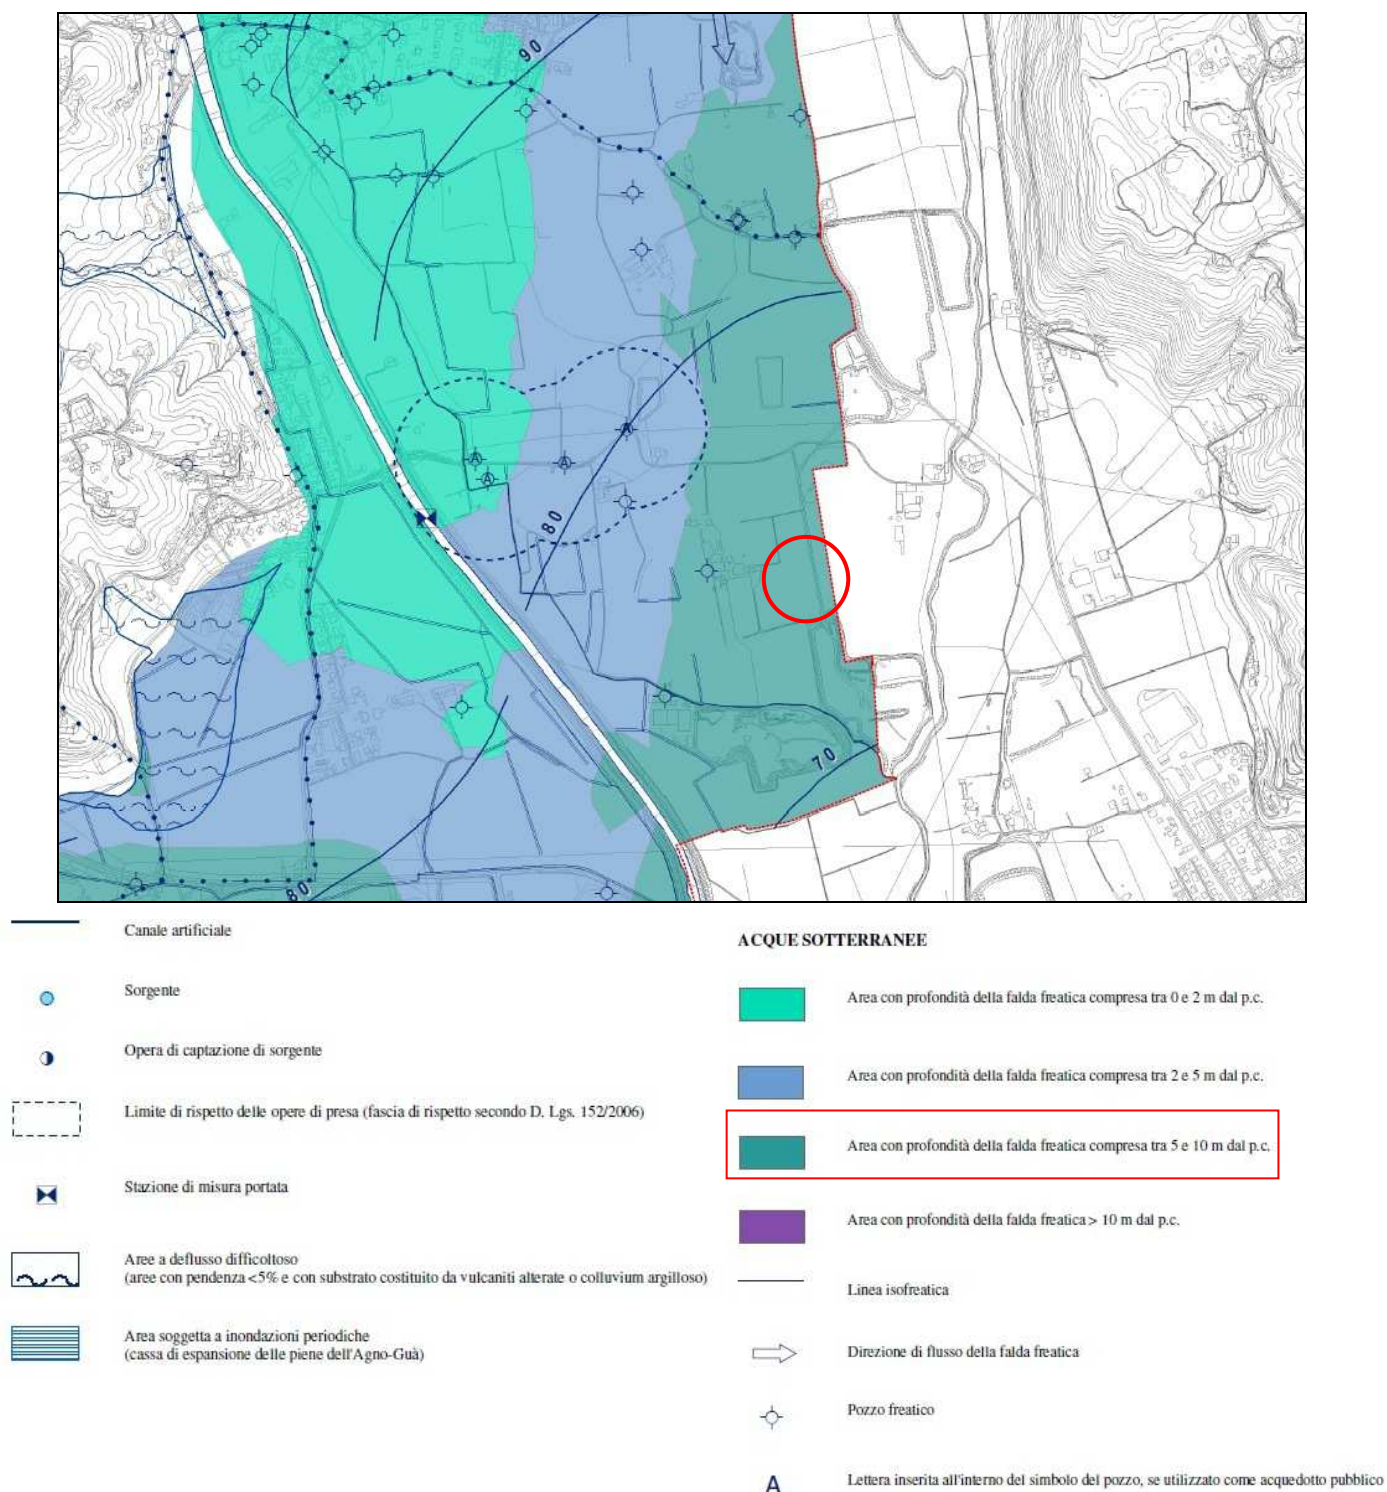 90
80
70
80
A
A
A
A
Canale artificiale
Sorgente
Opera di captazione di sorgente
Limite di rispetto delle opere di presa (fascia di rispetto secondo D. Lgs. 152/2006)
Stazione di misura portata
Aree a deflusso difficoltoso
(aree con pendenza <5% e con substrato costituito da vulcaniti alterate o colluvium argilloso)
Area soggetta a inondazioni periodiche
(cassa di espansione delle piene dell'Agno-Guà)
ACQUE SOTTERRANEE
Area con profondità della falda freatica compresa tra 0 e 2 m dal p.c.
Area con profondità della falda freatica compresa tra 2 e 5 m dal p.c.
Area con profondità della falda freatica compresa tra 5 e 10 m dal p.c.
Area con profondità della falda freatica > 10 m dal p.c.
Linea isofreatica
Direzione di flusso della falda freatica
Pozzo freatico
A Lettera inserita all'interno del simbolo del pozzo, se utilizzato come acquedotto pubblico